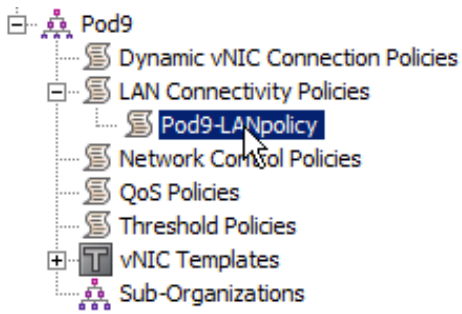 Pod9
Dynamic vNIC Connection Policies
LAN Connectivity Policies
Pod9-LANpolicy
Network Control Policies
QoS Policies
Threshold Policies
vNIC Templates
Sub-Organizations